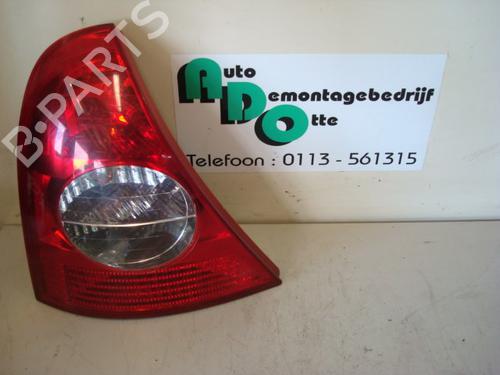 B-PARTS
Auto
Demontagebedrijf
Otte
Telefoon : 0113 - 561315